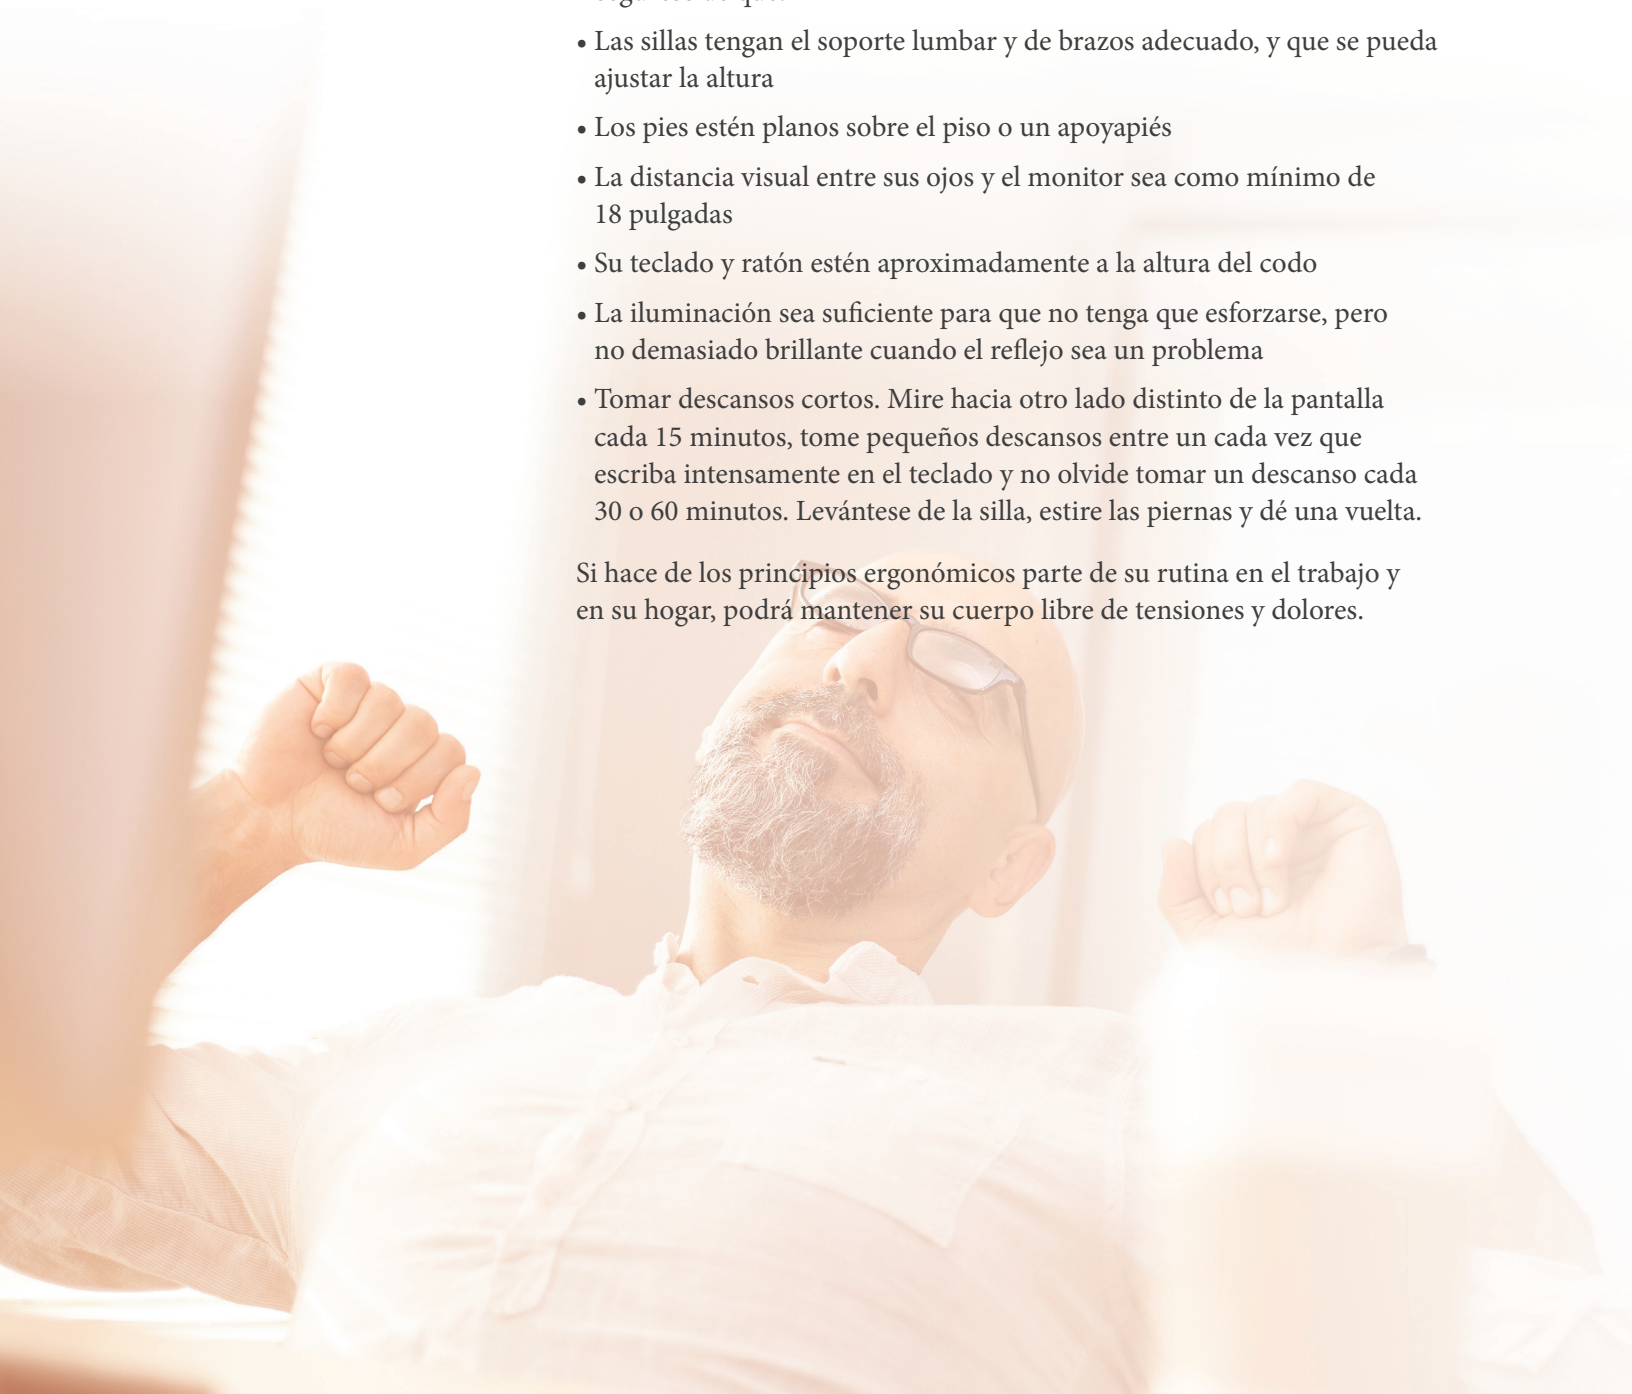 • Las sillas tengan el soporte lumbar y de brazos adecuado, y que se pueda
ajustar la altura
• Los pies estén planos sobre el piso o un apoyapiés
• La distancia visual entre sus ojos y el monitor sea como mínimo de
18 pulgadas
• Su teclado y ratón estén aproximadamente a la altura del codo
• La iluminación sea suficiente para que no tenga que esforzarse, pero
no demasiado brillante cuando el reflejo sea un problema
• Tomar descansos cortos. Mire hacia otro lado distinto de la pantalla
cada 15 minutos, tome pequeños descansos entre un cada vez que
escriba intensamente en el teclado y no olvide tomar un descanso cada
30 o 60 minutos. Levántese de la silla, estire las piernas y dé una vuelta.
Si hace de los principios ergonómicos parte de su rutina en el trabajo y
en su hogar, podrá mantener su cuerpo libre de tensiones y dolores.